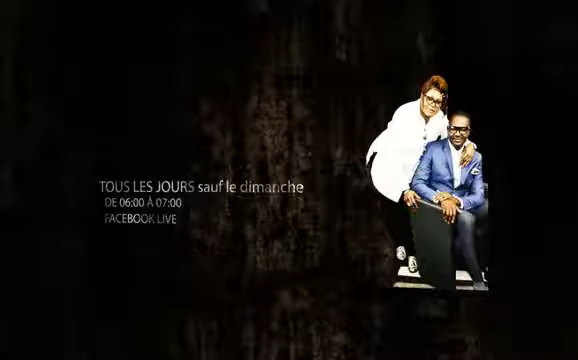 TOUS LES JOURS sauf le dimanche
DE 06:00 À 07:00
FACEBOOK LIVE